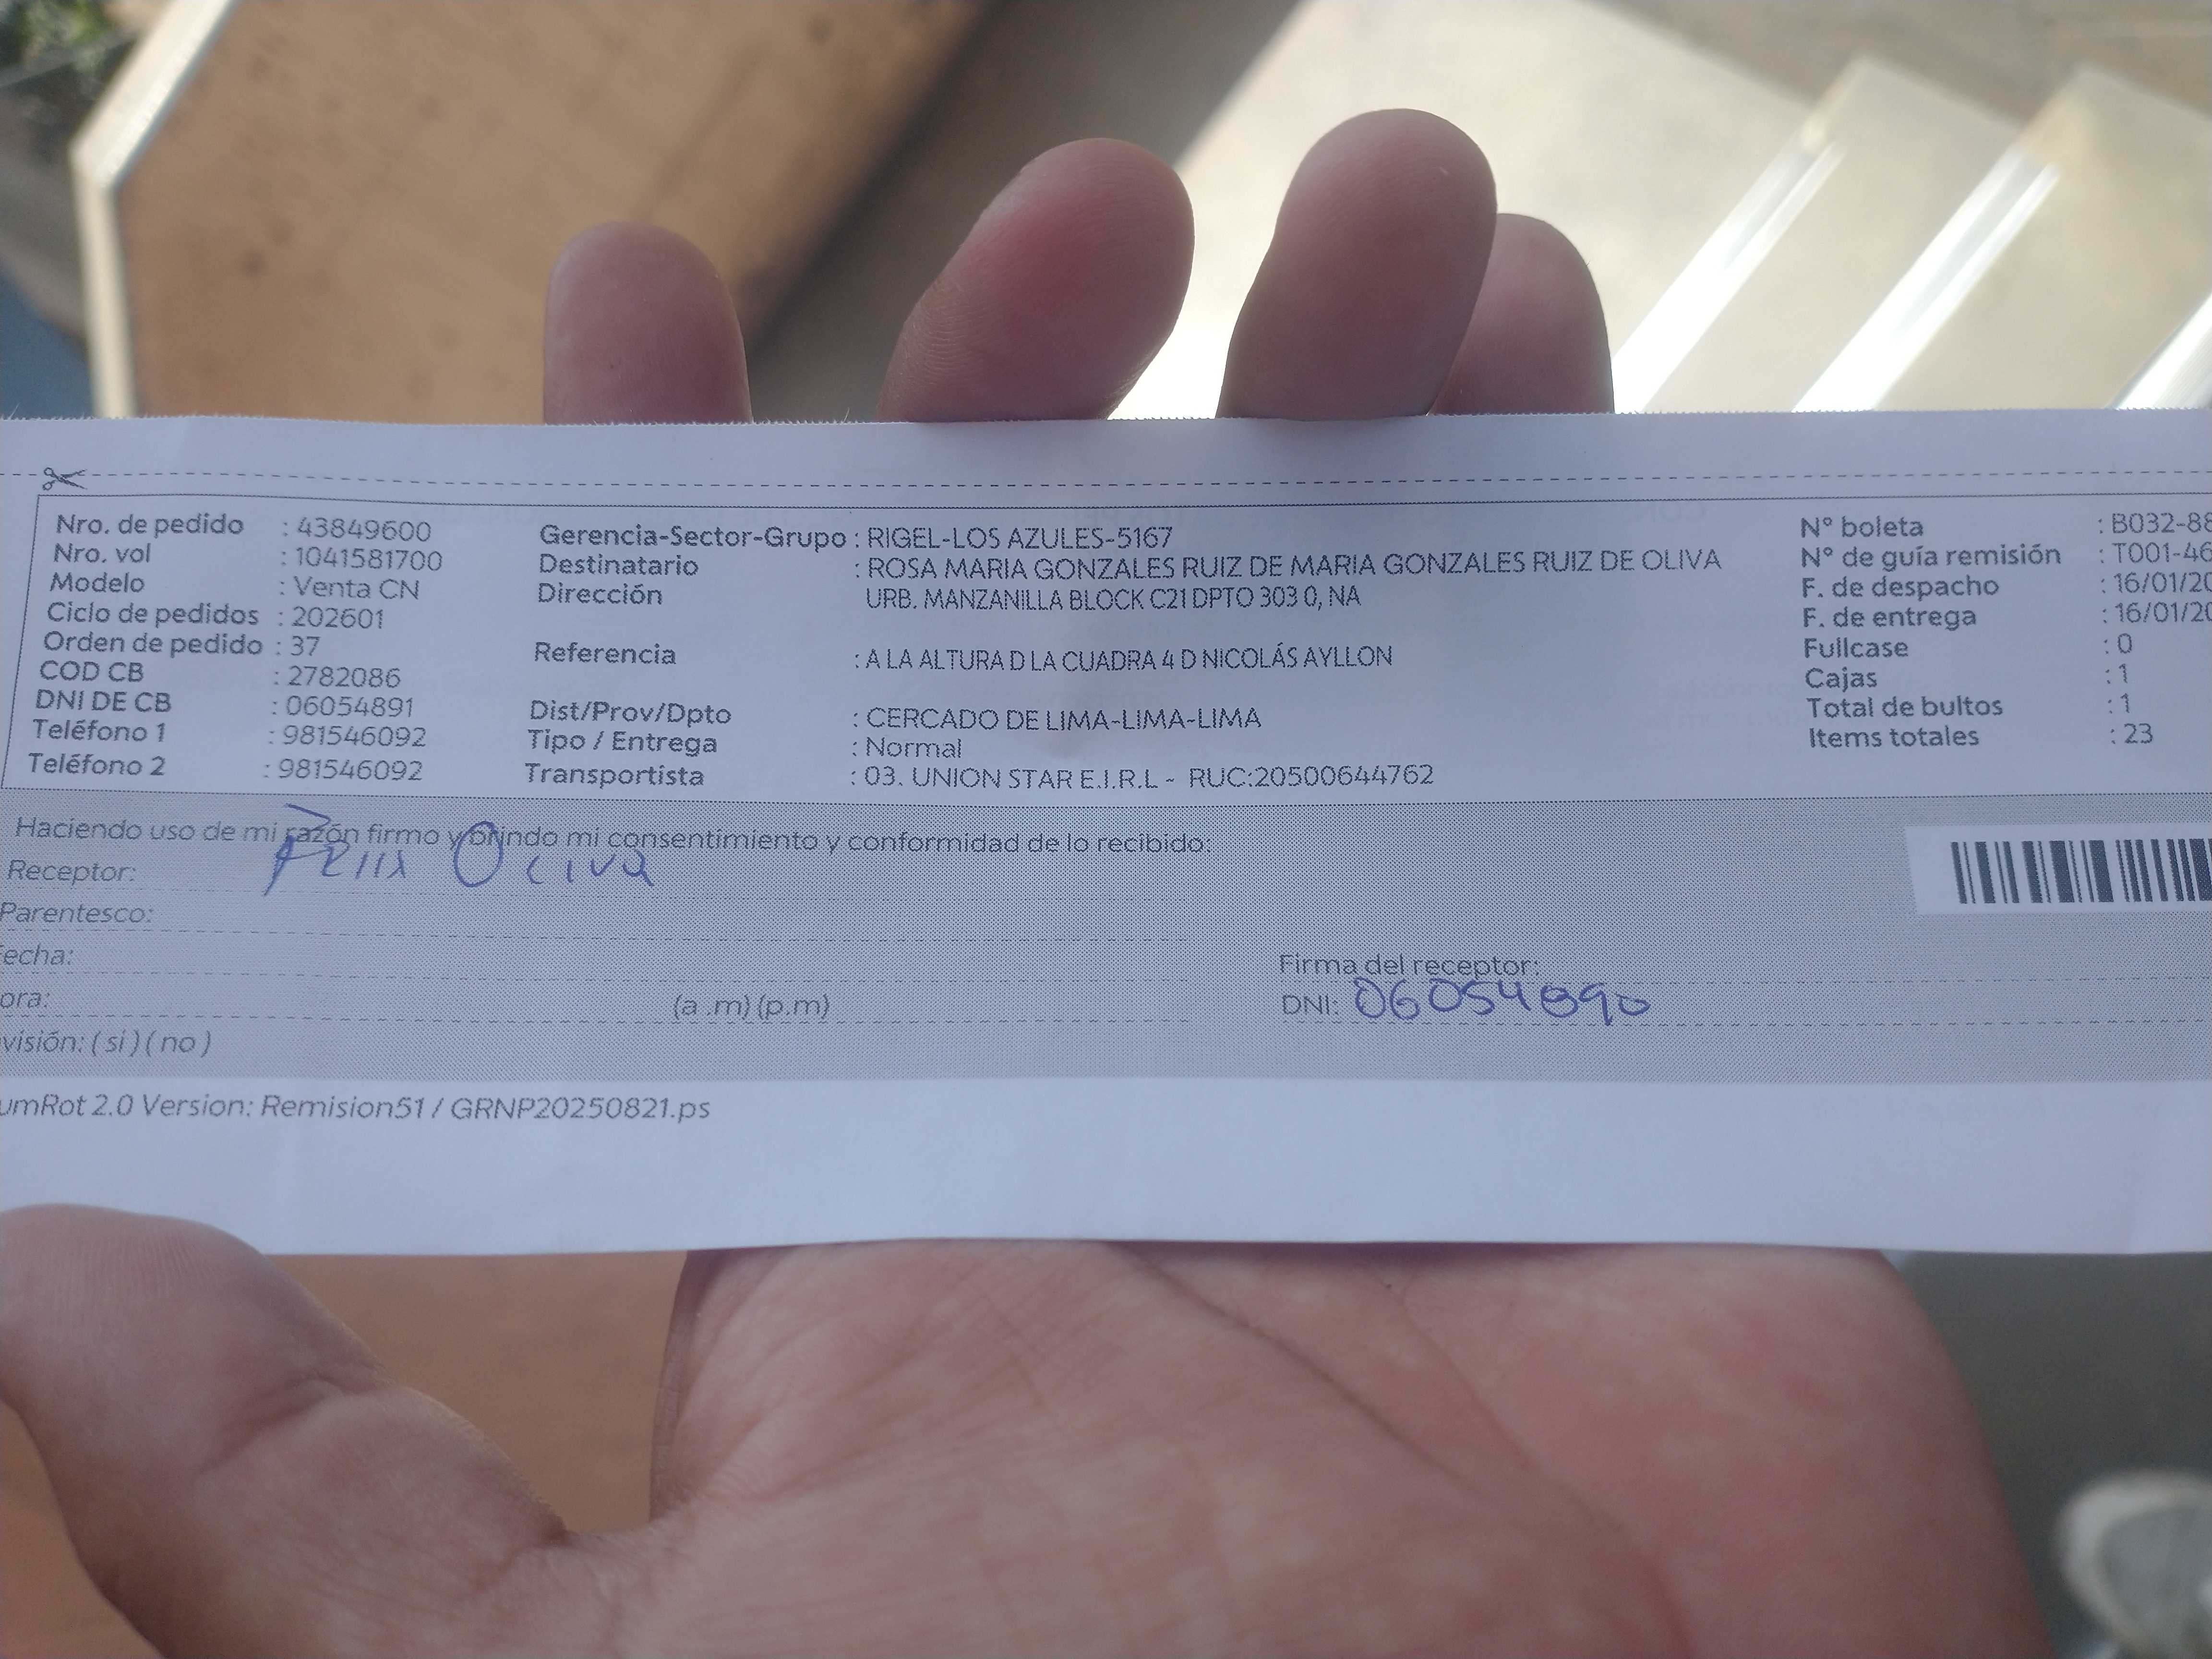 Nro. de pedido : 43849600
Nro. vol : 1041581700
Modelo : Venta CN
Ciclo de pedidos : 202601
Orden de pedido : 37
COD CB : 2782086
DNI DE CB : 06054891
Teléfono 1 : 981546092
Teléfono 2 : 981546092
Gerencia-Sector-Grupo : RIGEL-LOS AZULES-5167
Destinatario : ROSA MARIA GONZALES RUIZ DE MARIA GONZALES RUIZ DE OLIVA
Dirección URB. MANZANILLA BLOCK C21 DPTO 303 0, NA
Referencia : A LA ALTURA D LA CUADRA 4 D NICOLÁS AYLLON
Dist/Prov/Dpto : CERCADO DE LIMA-LIMA-LIMA
Tipo / Entrega : Normal
Transportista : 03. UNION STAR E.I.R.L - RUC:20500644762
N° boleta : B032-88
N° de guía remisión : T001-46
F. de despacho : 16/01/20
F. de entrega : 16/01/20
Fullcase : 0
Cajas : 1
Total de bultos : 1
Items totales : 23
Haciendo uso de mi razón firmo y brindo mi consentimiento y conformidad de lo recibido:
Receptor: Felix Oliva
Parentesco:
echa:
ora: (a .m) (p.m)
visión: ( si ) ( no )
Firma del receptor:
DNI: 06054890
umRot 2.0 Version: Remision51 / GRNP20250821.ps